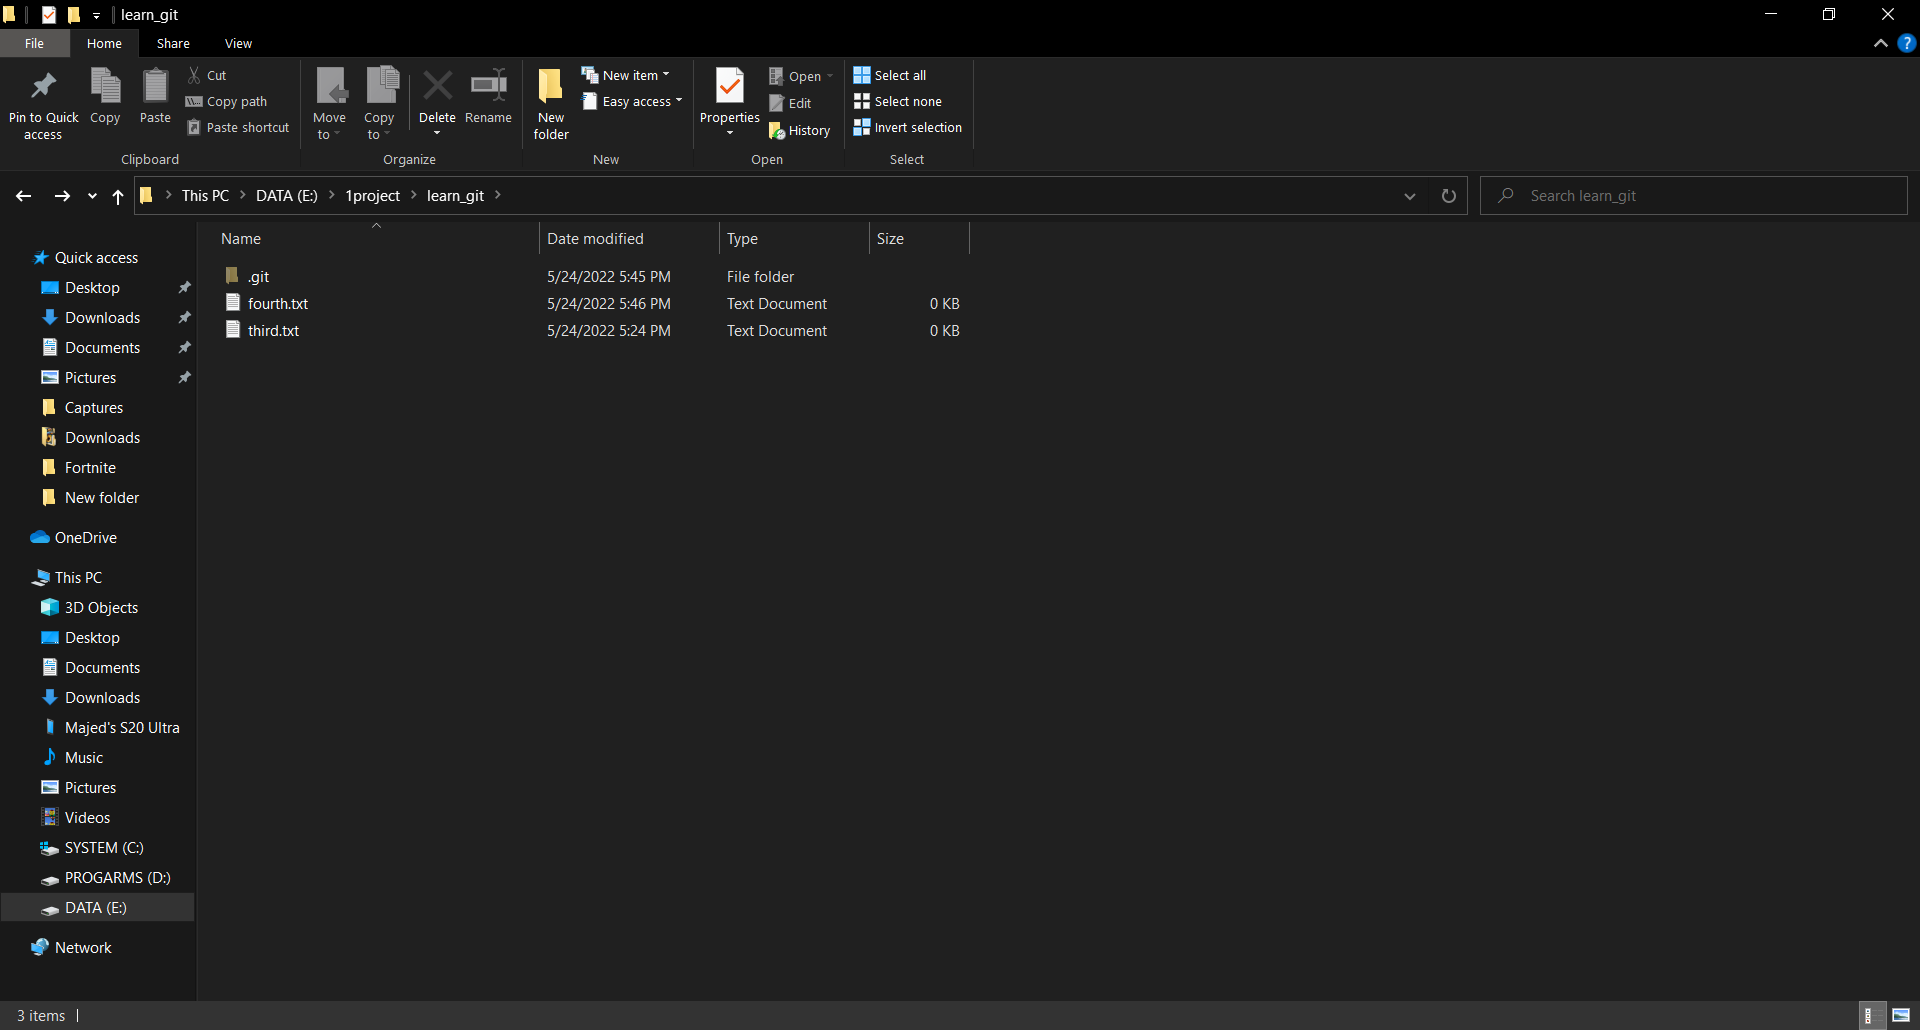 learn_git
File Home Share View
Pin to Quick access
Copy
Paste
Cut
Copy path
Paste shortcut
Clipboard
Move to
Copy to
Delete
Rename
Organize
New folder
New item
Easy access
New
Properties
Open
Edit
History
Open
Select all
Select none
Invert selection
Select
This PC > DATA (E:) > 1project > learn_git >
Search learn_git
Name Date modified Type Size
.git 5/24/2022 5:45 PM File folder
fourth.txt 5/24/2022 5:46 PM Text Document 0 KB
third.txt 5/24/2022 5:24 PM Text Document 0 KB
Quick access
Desktop
Downloads
Documents
Pictures
Captures
Downloads
Fortnite
New folder
OneDrive
This PC
3D Objects
Desktop
Documents
Downloads
Majed's S20 Ultra
Music
Pictures
Videos
SYSTEM (C:)
PROGARMS (D:)
DATA (E:)
Network
3 items